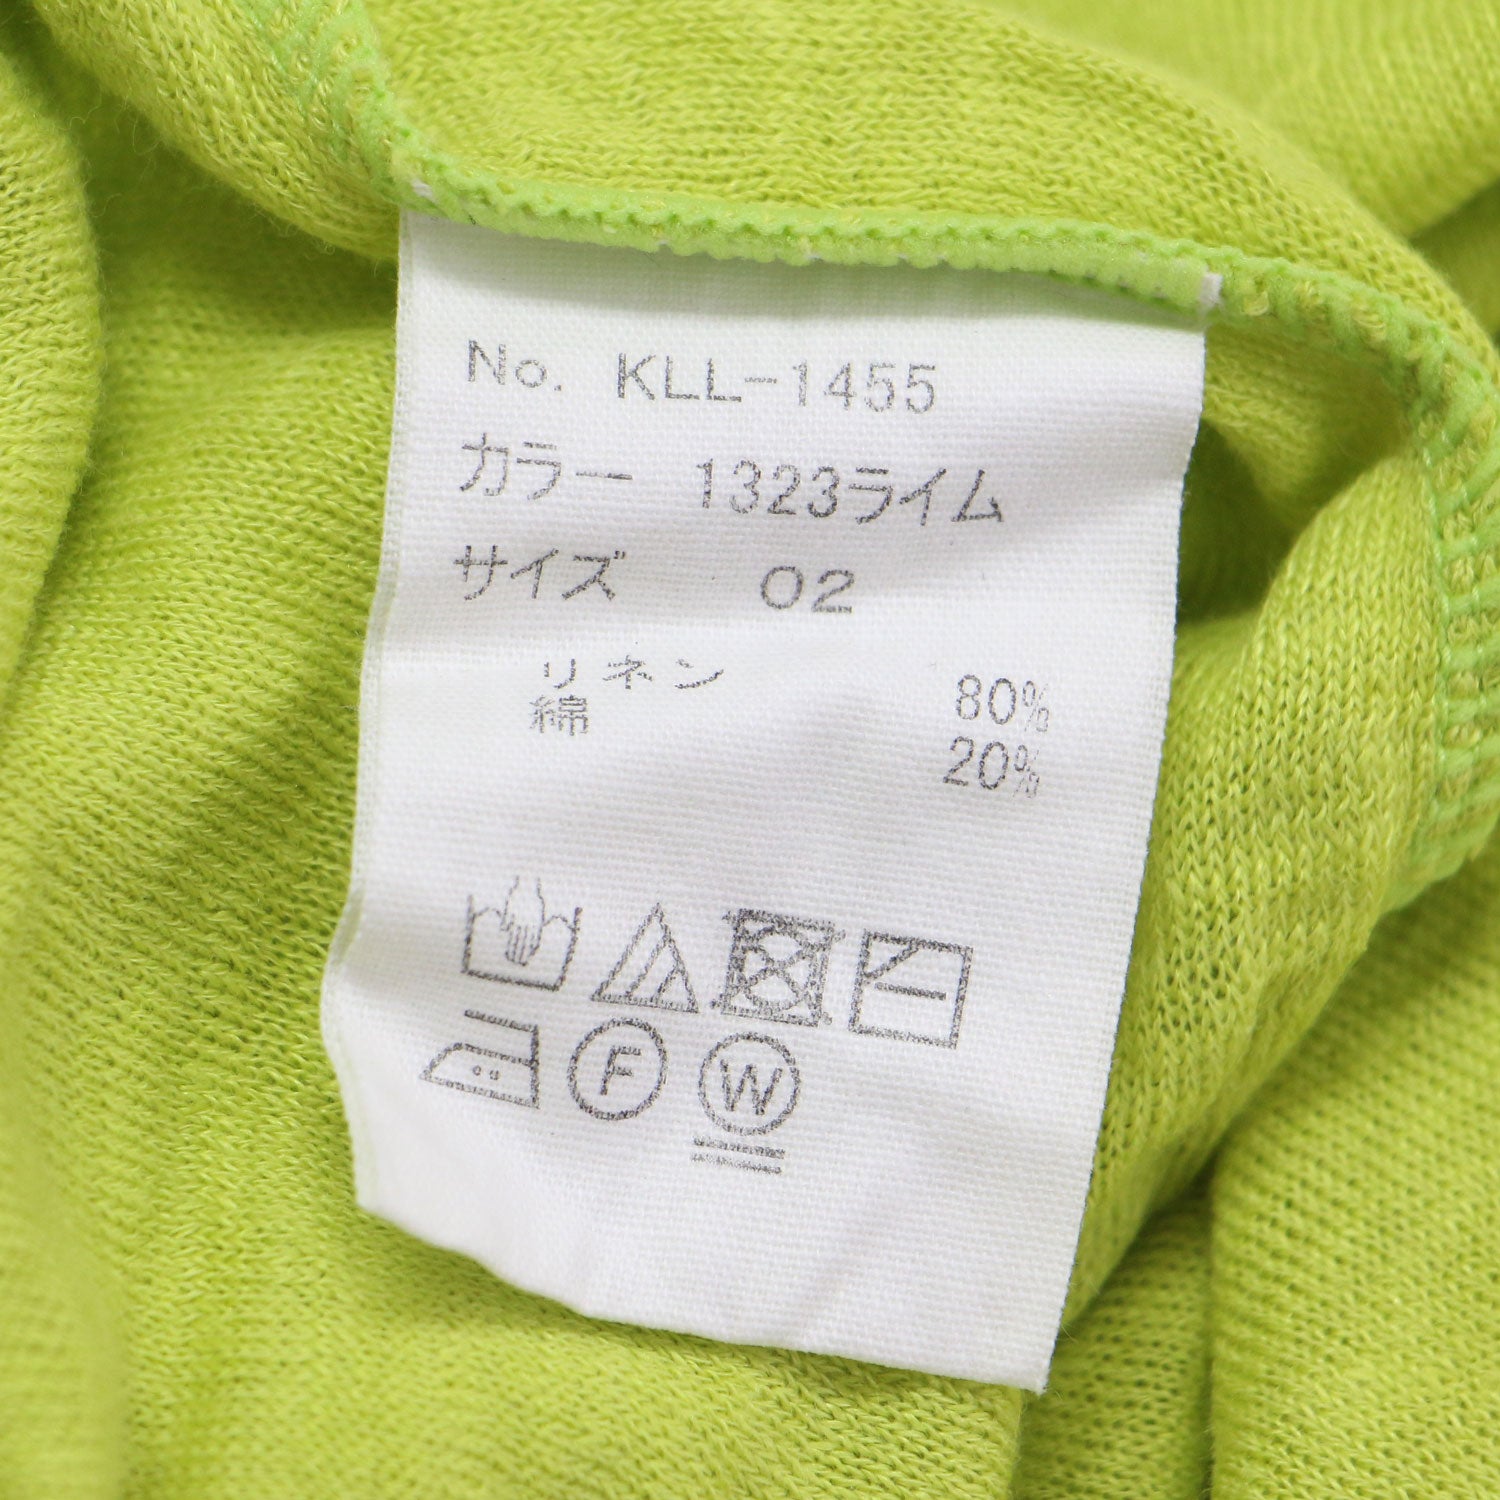 No. KLL-1455
カラー 1323ライム
サイズ 02
リネン 80%
綿 20%
F W